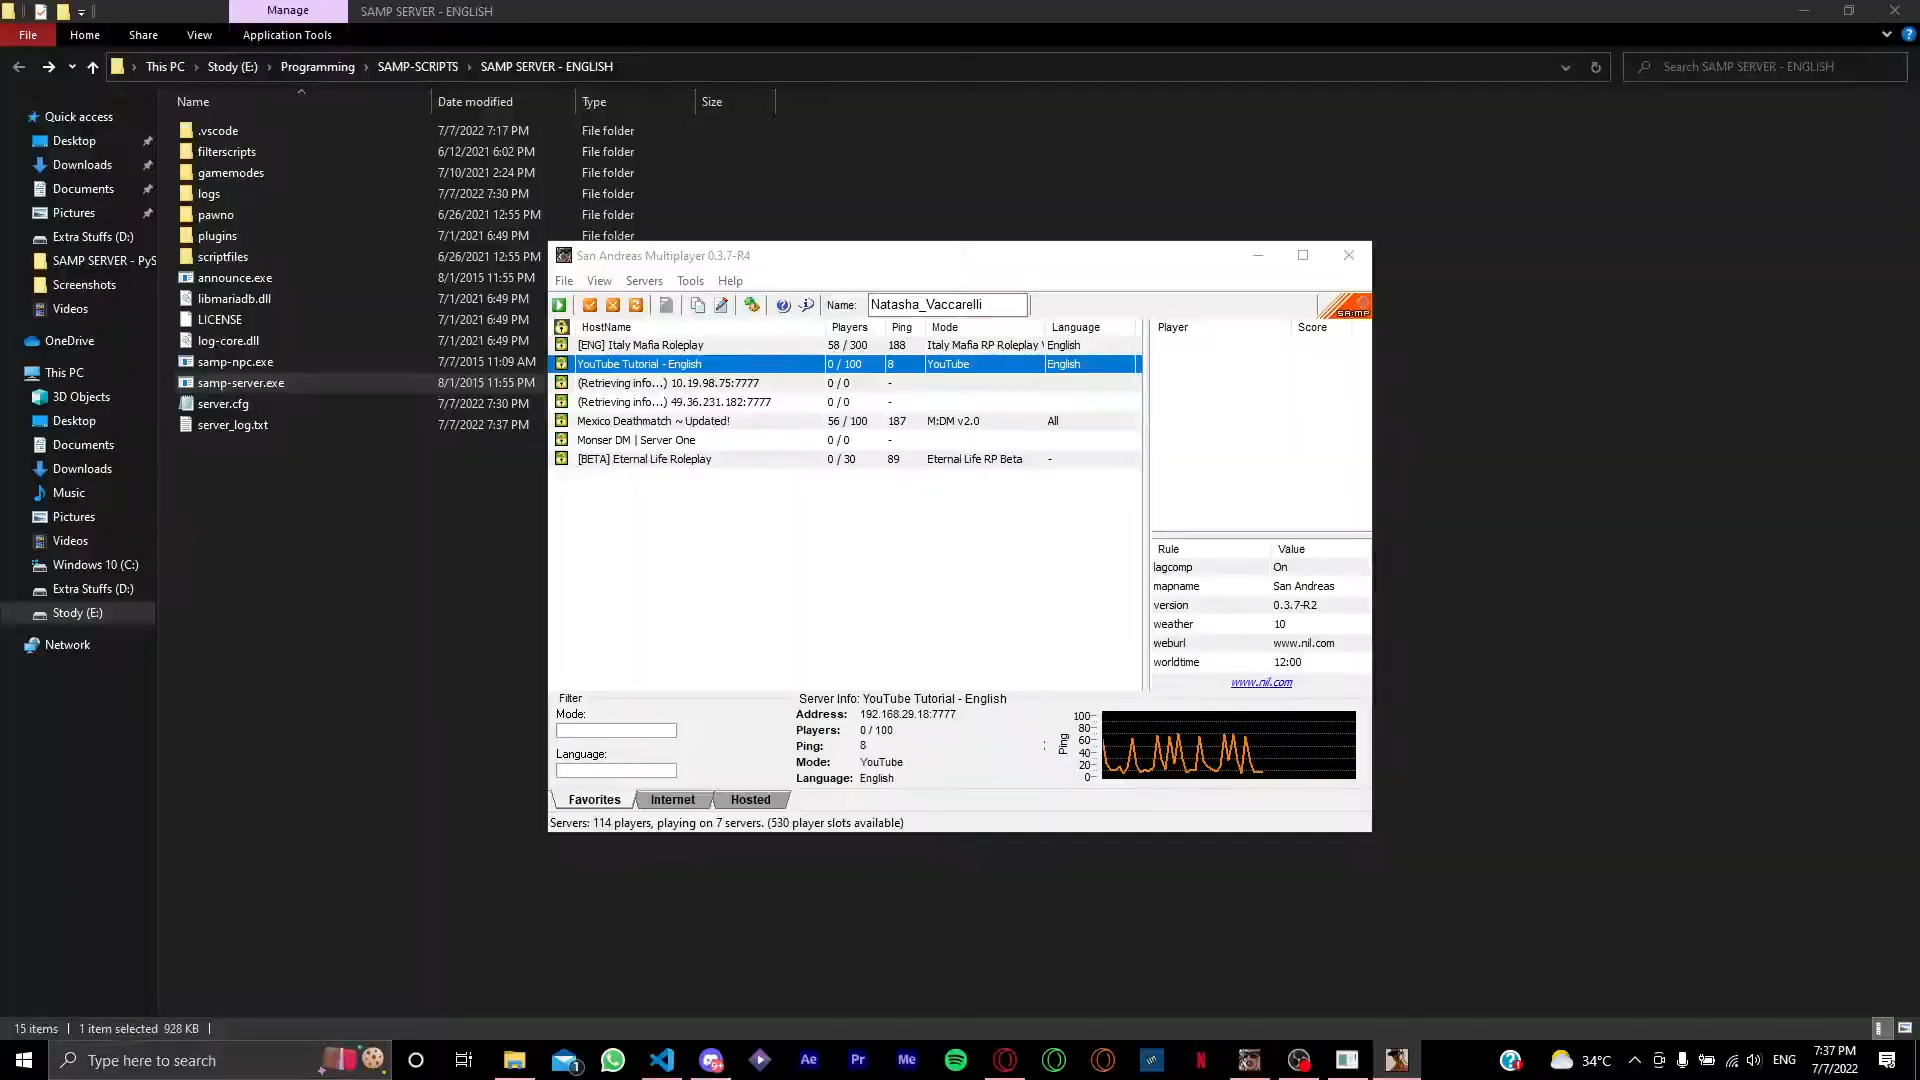 Manage
SAMP SERVER - ENGLISH
File
Home
Share
View
Application Tools
This PC › Stody (E:) › Programming › SAMP-SCRIPTS › SAMP SERVER - ENGLISH
Search SAMP SERVER - ENGLISH
Name
Date modified
Type
Size
Quick access
Desktop
Downloads
Documents
Pictures
Extra Stuffs (D:)
SAMP SERVER - PyS
Screenshots
Videos
OneDrive
This PC
3D Objects
Desktop
Documents
Downloads
Music
Pictures
Videos
Windows 10 (C:)
Extra Stuffs (D:)
Stody (E:)
Network
.vscode 7/7/2022 7:17 PM File folder
filterscripts 6/12/2021 6:02 PM File folder
gamemodes 7/10/2021 2:24 PM File folder
logs 7/7/2022 7:30 PM File folder
pawno 6/26/2021 12:55 PM File folder
plugins 7/1/2021 6:49 PM File folder
scriptfiles 6/26/2021 12:55 PM
announce.exe 8/1/2015 11:55 PM
libmariadb.dll 7/1/2021 6:49 PM
LICENSE 7/1/2021 6:49 PM
log-core.dll 7/1/2021 6:49 PM
samp-npc.exe 7/7/2015 11:09 AM
samp-server.exe 8/1/2015 11:55 PM
server.cfg 7/7/2022 7:30 PM
server_log.txt 7/7/2022 7:37 PM
San Andreas Multiplayer 0.3.7-R4
File View Servers Tools Help
Name: Natasha_Vaccarelli
SA:MP
HostName Players Ping Mode Language
[ENG] Italy Mafia Roleplay 58 / 300 188 Italy Mafia RP Roleplay English
YouTube Tutorial - English 0 / 100 8 YouTube English
(Retrieving info...) 10.19.98.75:7777 0 / 0 -
(Retrieving info...) 49.36.231.182:7777 0 / 0 -
Mexico Deathmatch ~ Updated! 56 / 100 187 M:DM v2.0 All
Monser DM | Server One 0 / 0 -
[BETA] Eternal Life Roleplay 0 / 30 89 Eternal Life RP Beta -
Player Score
Rule Value
lagcomp On
mapname San Andreas
version 0.3.7-R2
weather 10
weburl www.nil.com
worldtime 12:00
www.nil.com
Filter
Mode:
Language:
Server Info: YouTube Tutorial - English
Address: 192.168.29.18:7777
Players: 0 / 100
Ping: 8
Mode: YouTube
Language: English
Ping
100
80
60
40
20
0
Favorites
Internet
Hosted
Servers: 114 players, playing on 7 servers. (530 player slots available)
15 items
1 item selected 928 KB
Type here to search
1
9+
Ae
Pr
Me
N
34°C
ENG
7:37 PM
7/7/2022